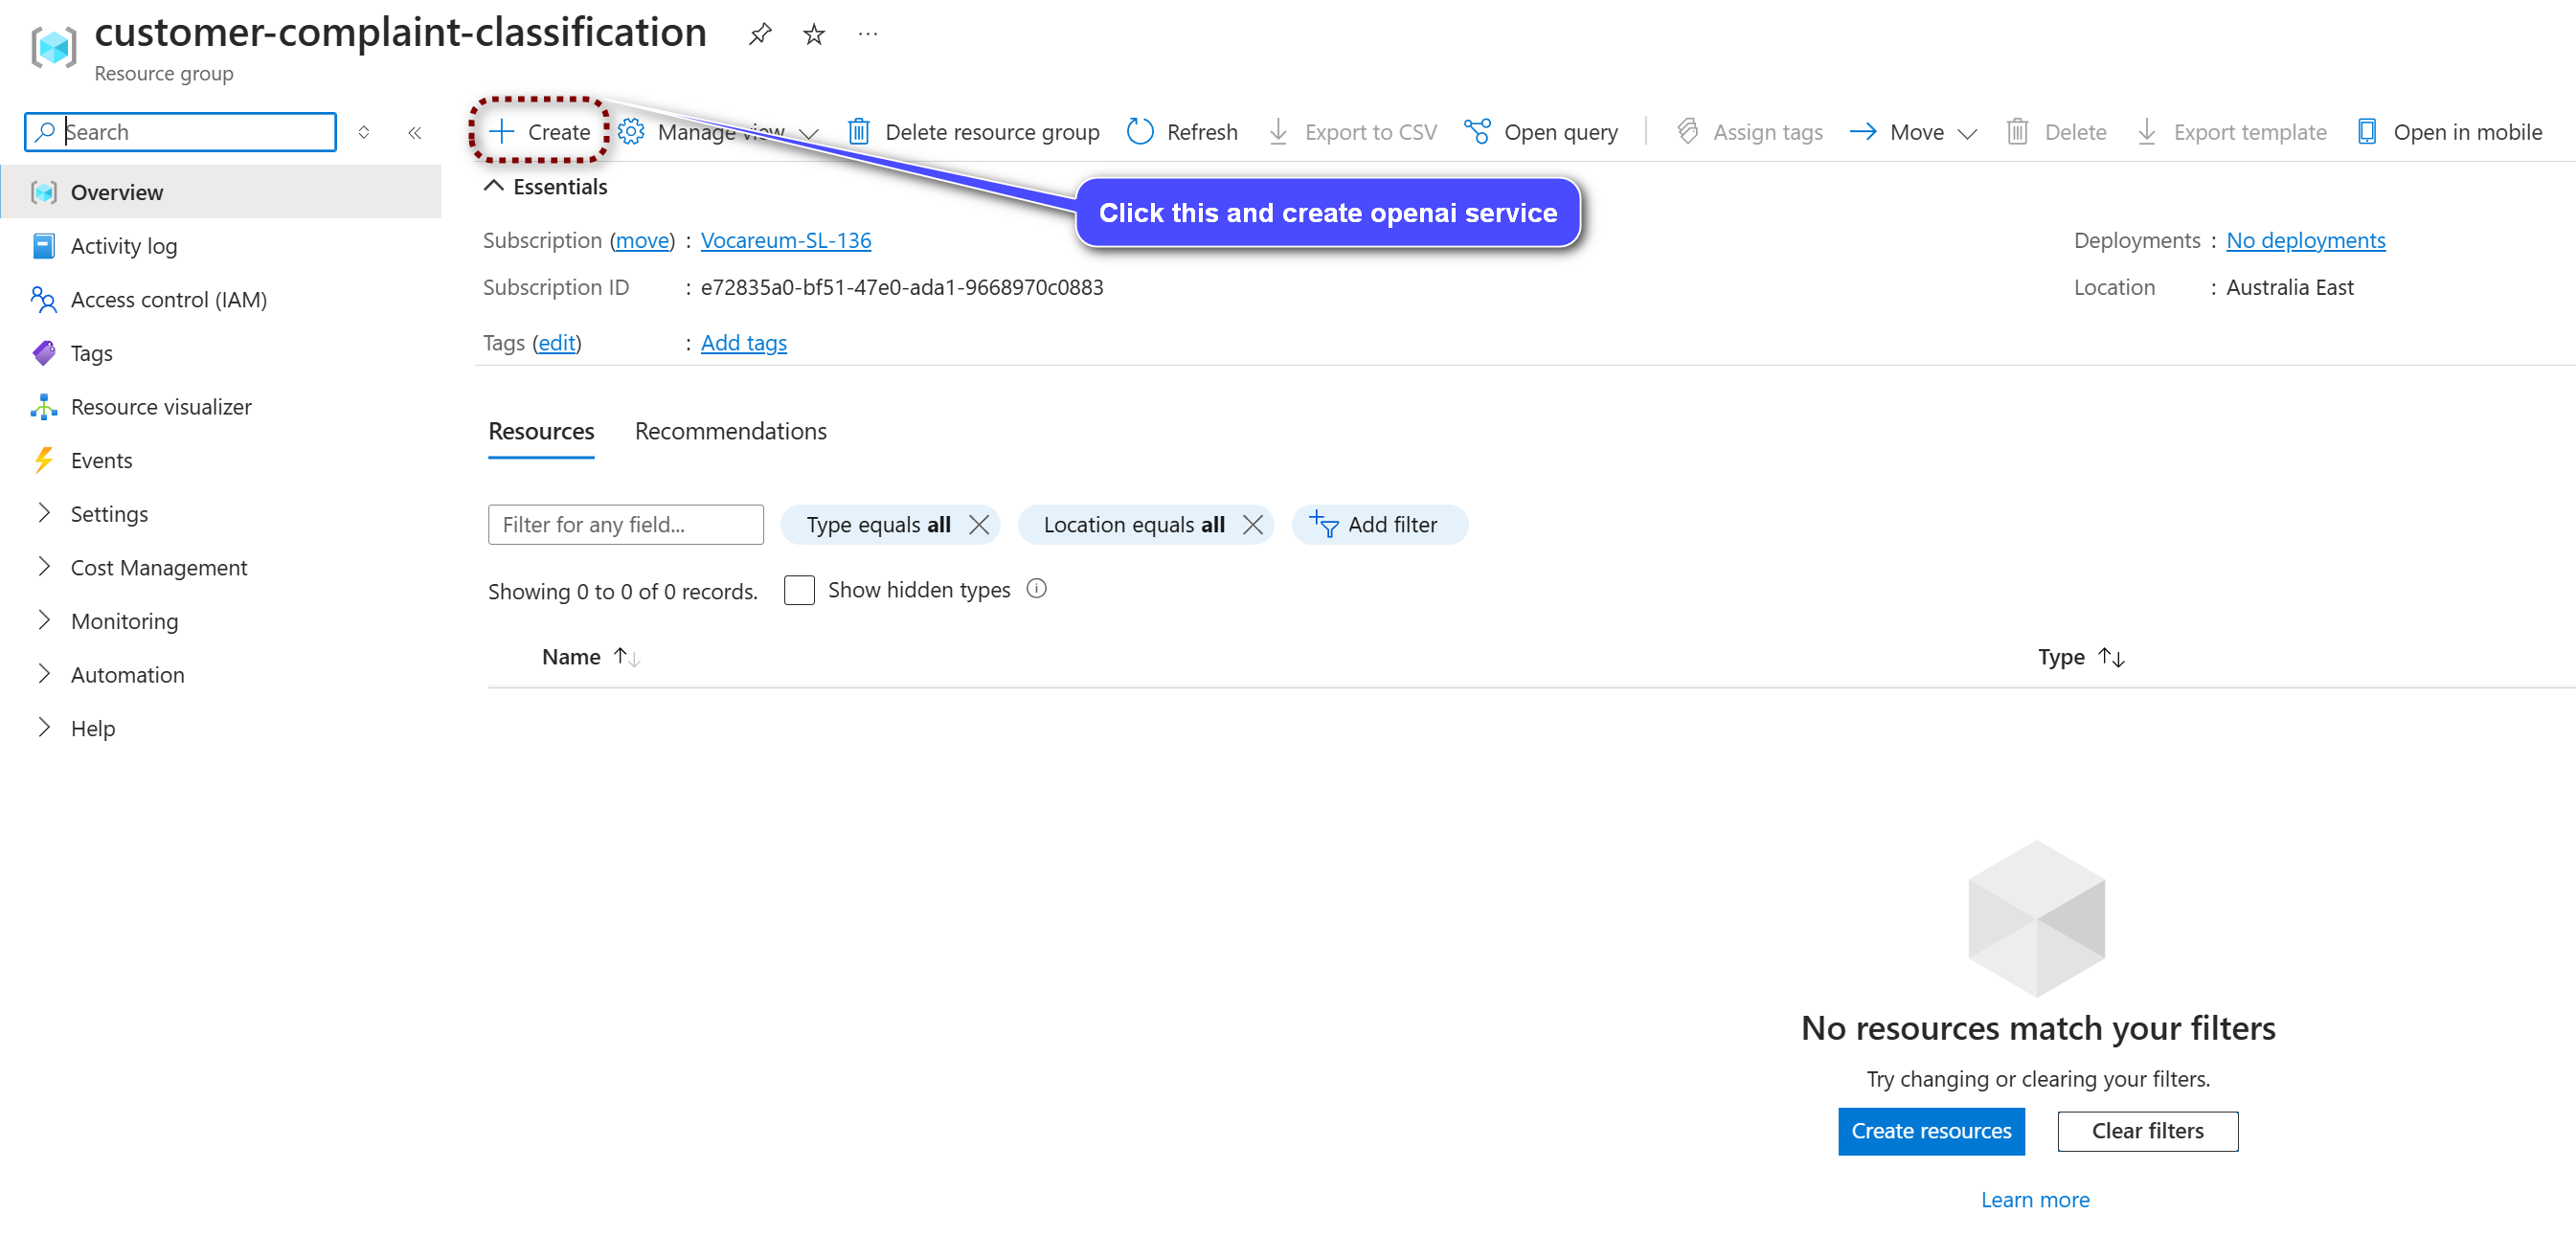 customer-complaint-classification
Resource group
Search
Create Manage view Delete resource group Refresh Export to CSV Open query Assign tags Move Delete Export template Open in mobile
Click this and create openai service
Overview
Activity log
Access control (IAM)
Tags
Resource visualizer
Events
Settings
Cost Management
Monitoring
Automation
Help
Essentials
Subscription (move) : Vocareum-SL-136
Subscription ID : e72835a0-bf51-47e0-ada1-9668970c0883
Tags (edit) : Add tags
Deployments : No deployments
Location : Australia East
Resources Recommendations
Filter for any field... Type equals all Location equals all Add filter
Showing 0 to 0 of 0 records. Show hidden types
Name Type
No resources match your filters
Try changing or clearing your filters.
Create resources Clear filters
Learn more